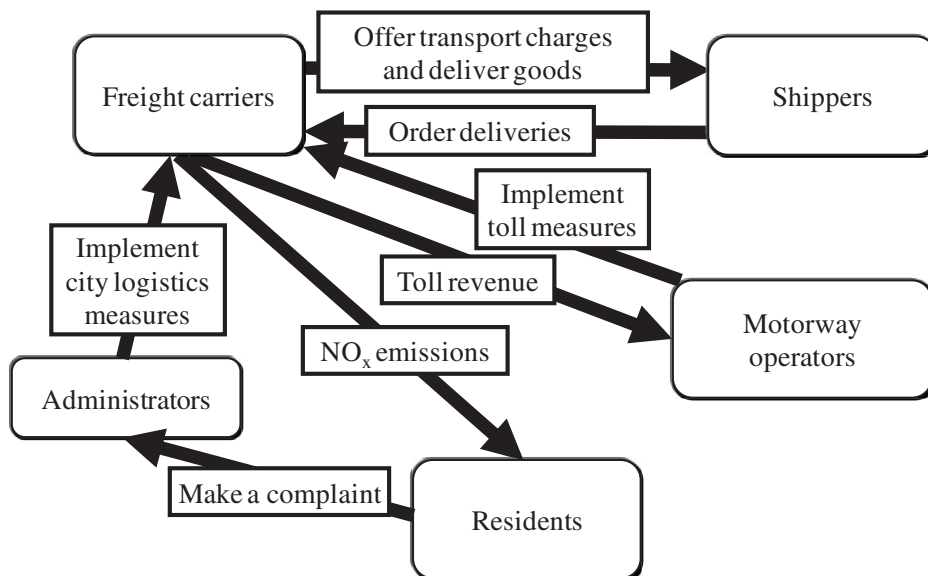 Offer transport charges
and deliver goods
Freight carriers
Shippers
Order deliveries
Implement
toll measures
Implement
city logistics
measures
Toll revenue
Motorway
operators
NOₓ emissions
Administrators
Make a complaint
Residents